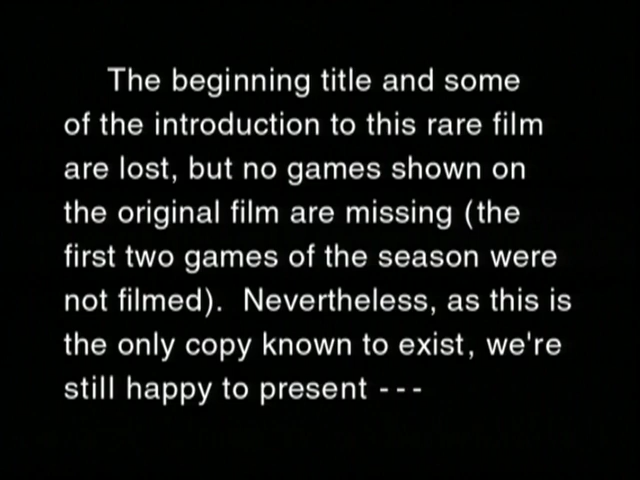 The beginning title and some
of the introduction to this rare film
are lost, but no games shown on
the original film are missing (the
first two games of the season were
not filmed).  Nevertheless, as this is
the only copy known to exist, we're
still happy to present - - -